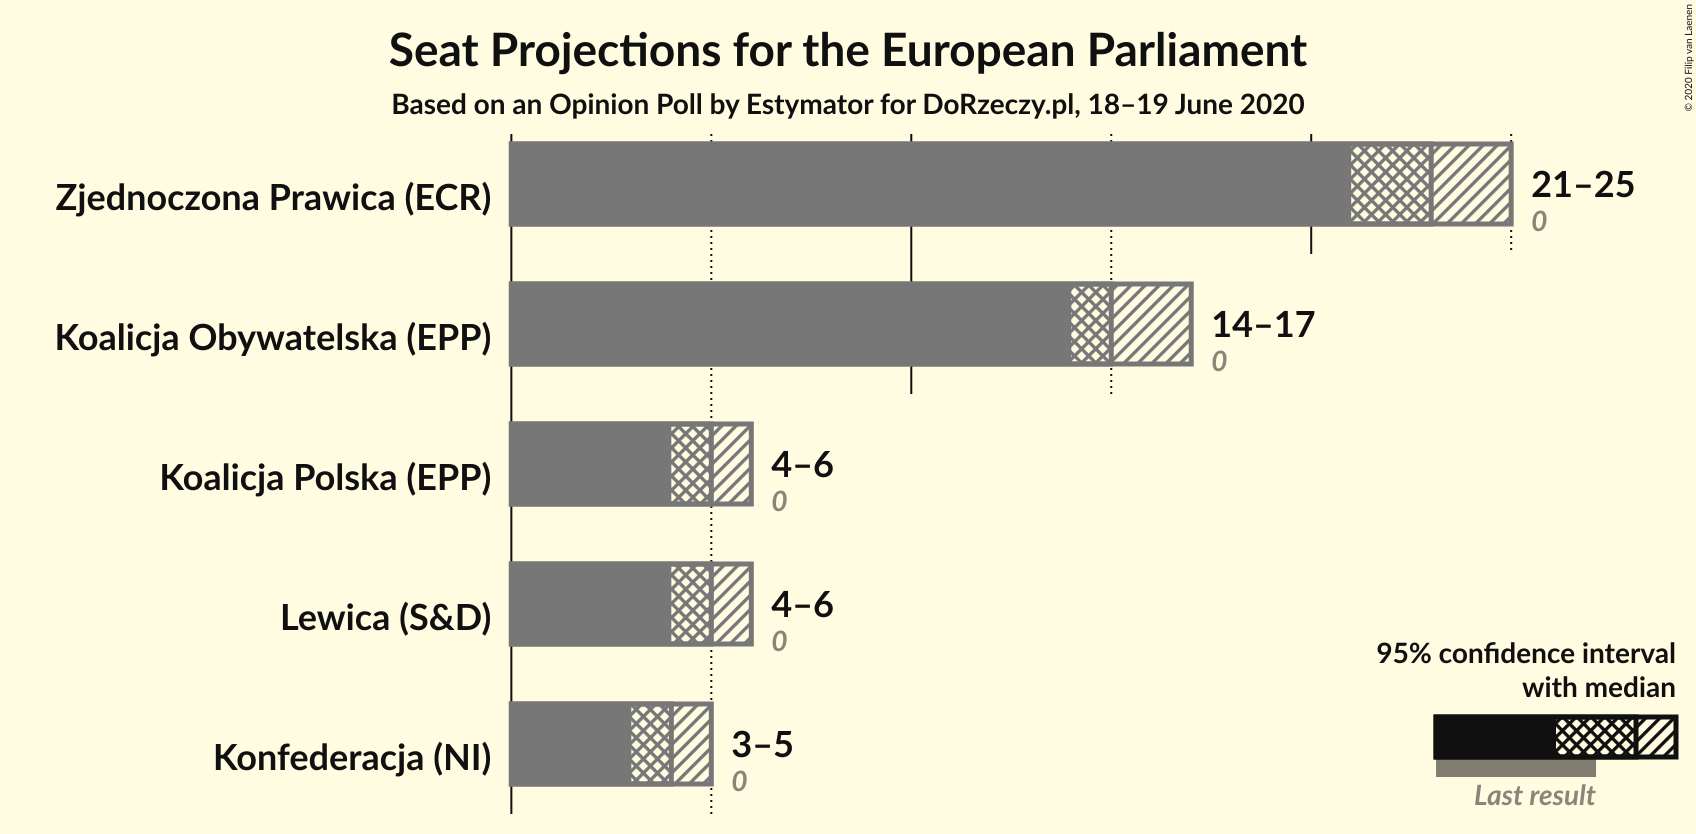 Seat Projections for the European Parliament
Based on an Opinion Poll by Estymator for DoRzeczy.pl, 18–19 June 2020
© 2020 Filip van Laenen
Zjednoczona Prawica (ECR)
21–25
0
Koalicja Obywatelska (EPP)
14–17
0
Koalicja Polska (EPP)
4–6
0
Lewica (S&D)
4–6
0
Konfederacja (NI)
3–5
0
95% confidence interval
with median
Last result